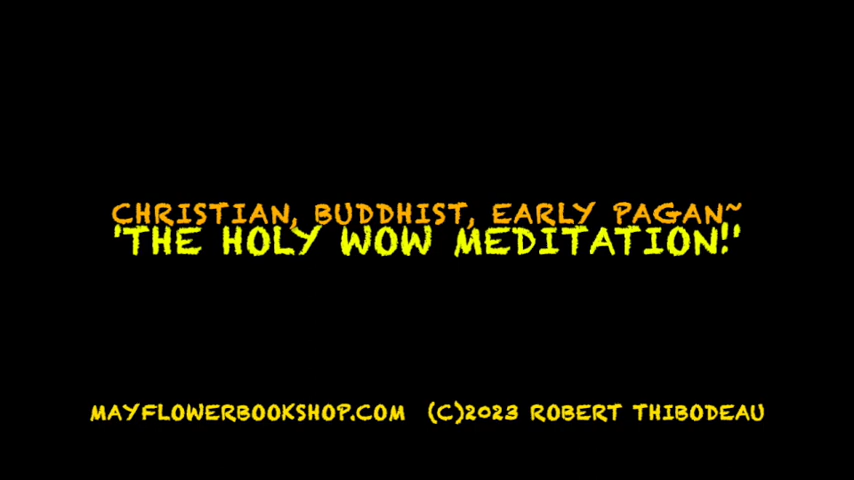 CHRISTIAN, BUDDHIST, EARLY PAGAN~
'THE HOLY WOW MEDITATION!'
MAYFLOWERBOOKSHOP.COM (C)2023 ROBERT THIBODEAU